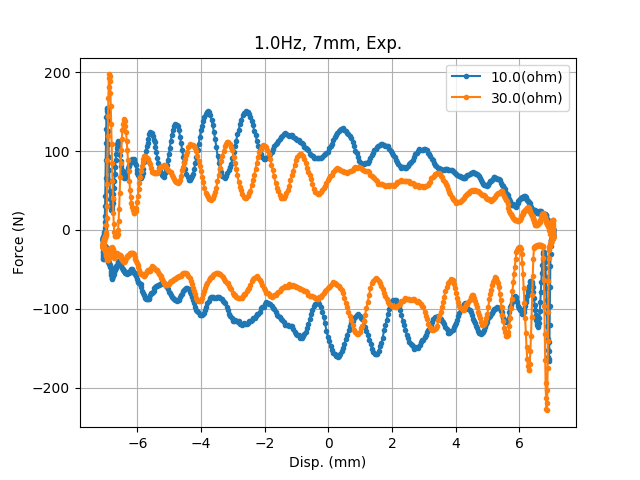 1.0Hz, 7mm, Exp.
10.0(ohm)
30.0(ohm)
200
100
0
−100
−200
Force (N)
−6 −4 −2 0 2 4 6
Disp. (mm)